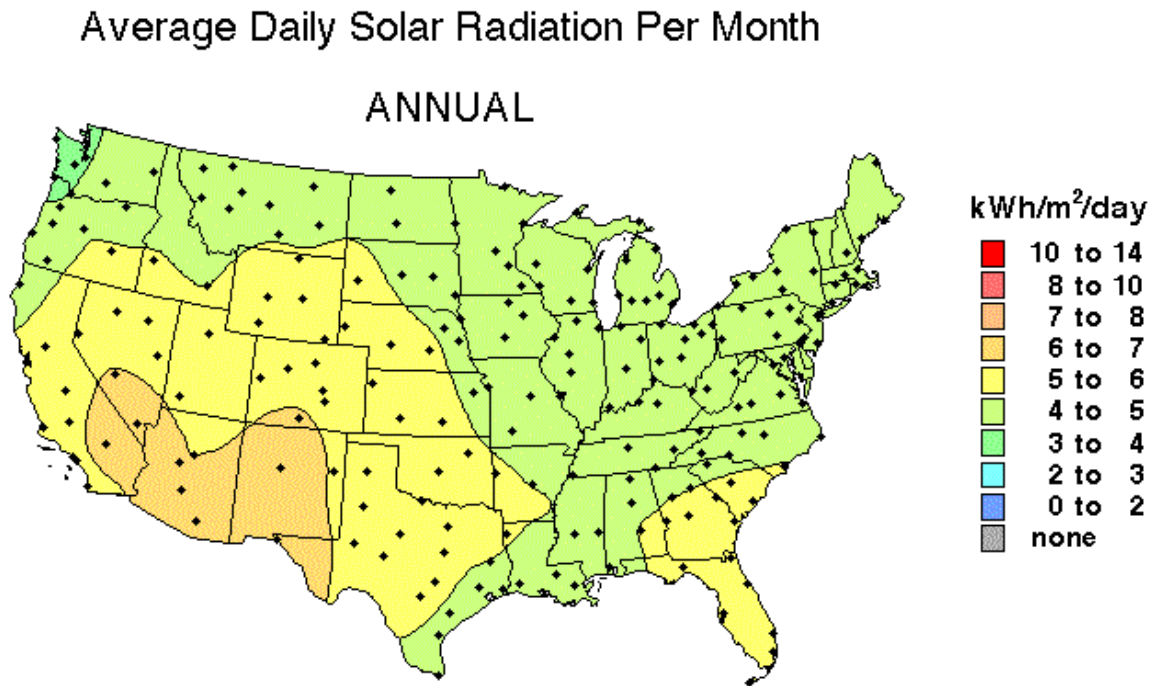 Average Daily Solar Radiation Per Month
ANNUAL
kWh/m²/day
10 to 14
8 to 10
7 to 8
6 to 7
5 to 6
4 to 5
3 to 4
2 to 3
0 to 2
none